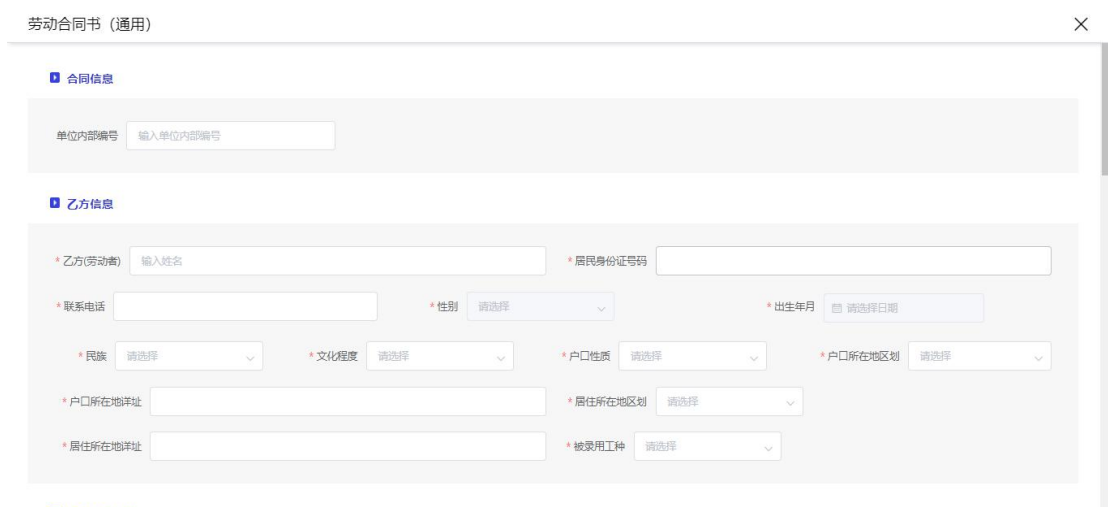 劳动合同书（通用）
合同信息
单位内部编号 输入单位内部编号
乙方信息
* 乙方(劳动者) 输入姓名 * 居民身份证号码
* 联系电话 * 性别 请选择 * 出生年月 请选择日期
* 民族 请选择 * 文化程度 请选择 * 户口性质 请选择 * 户口所在地区划 请选择
* 户口所在地详址 * 居住所在地区划 请选择
* 居住所在地详址 * 被录用工种 请选择